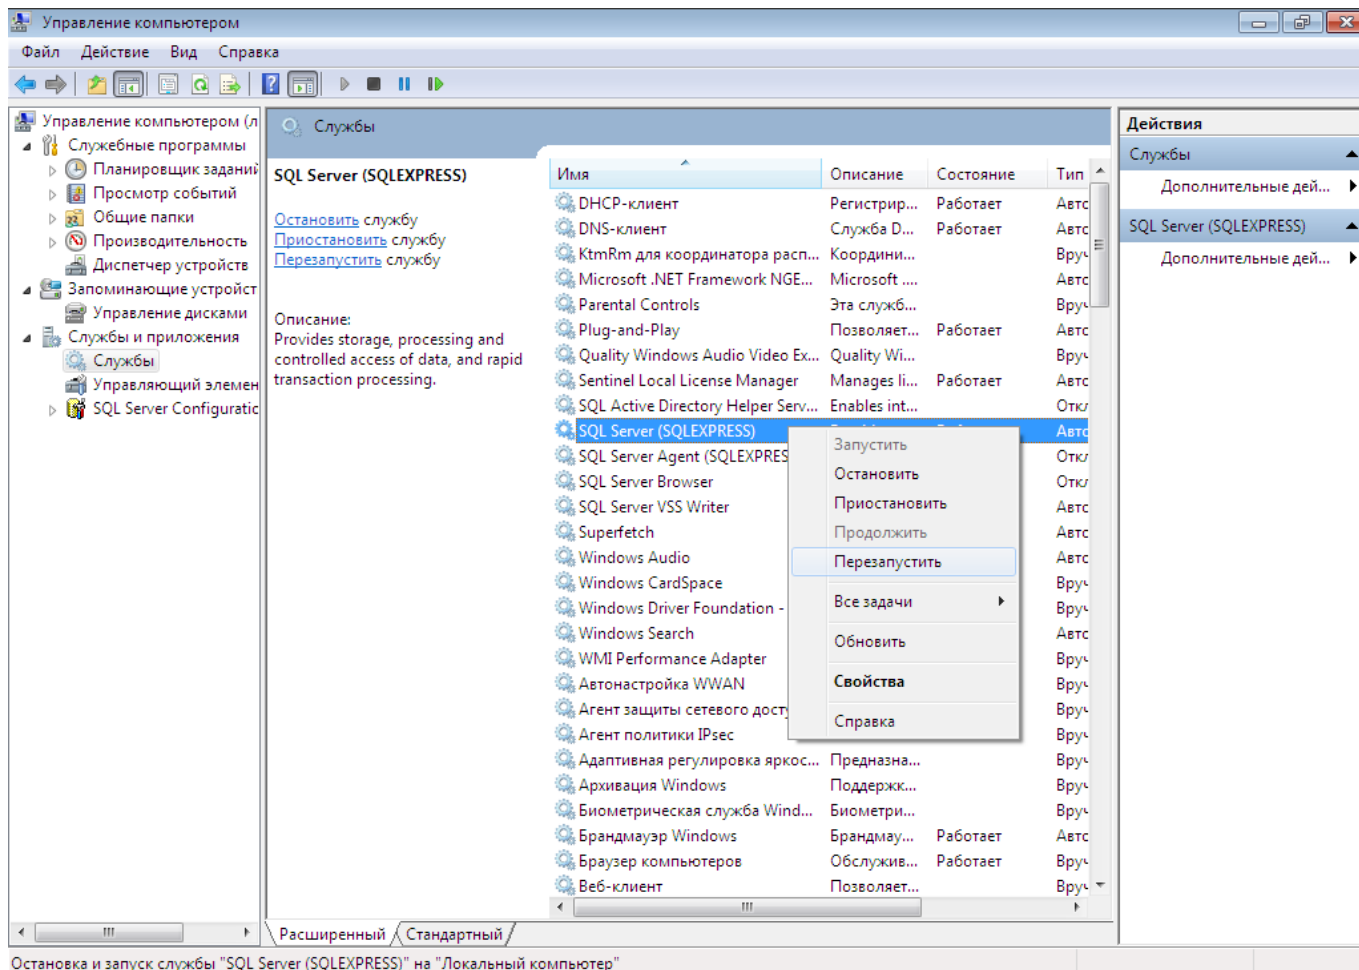 Управление компьютером
Файл Действие Вид Справка
Управление компьютером (л
Служебные программы
Планировщик заданий
Просмотр событий
Общие папки
Производительность
Диспетчер устройств
Запоминающие устройст
Управление дисками
Службы и приложения
Службы
Управляющий элемен
SQL Server Configuratic
Службы
SQL Server (SQLEXPRESS)
Остановить службу
Приостановить службу
Перезапустить службу
Описание:
Provides storage, processing and
controlled access of data, and rapid
transaction processing.
Имя Описание Состояние Тип
DHCP-клиент Регистрир... Работает Авто
DNS-клиент Служба D... Работает Авто
KtmRm для координатора расп... Координи... Вруч
Microsoft .NET Framework NGE... Microsoft .... Авто
Parental Controls Эта служб... Вруч
Plug-and-Play Позволяет... Работает Авто
Quality Windows Audio Video Ex... Quality Wi... Вруч
Sentinel Local License Manager Manages li... Работает Авто
SQL Active Directory Helper Serv... Enables int... Откл
SQL Server (SQLEXPRESS) Авто
SQL Server Agent (SQLEXPRES Откл
SQL Server Browser Откл
SQL Server VSS Writer Авто
Superfetch Авто
Windows Audio Авто
Windows CardSpace Вруч
Windows Driver Foundation - Вруч
Windows Search Авто
WMI Performance Adapter Вруч
Автонастройка WWAN Вруч
Агент защиты сетевого дост Вруч
Агент политики IPsec Вруч
Адаптивная регулировка яркос... Предназна... Вруч
Архивация Windows Поддержк... Вруч
Биометрическая служба Wind... Биометри... Вруч
Брандмауэр Windows Брандмау... Работает Авто
Браузер компьютеров Обслужив... Работает Вруч
Веб-клиент Позволяет... Вруч
Запустить
Остановить
Приостановить
Продолжить
Перезапустить
Все задачи
Обновить
Свойства
Справка
Расширенный Стандартный
Действия
Службы
Дополнительные дей...
SQL Server (SQLEXPRESS)
Дополнительные дей...
Остановка и запуск службы "SQL Server (SQLEXPRESS)" на "Локальный компьютер"